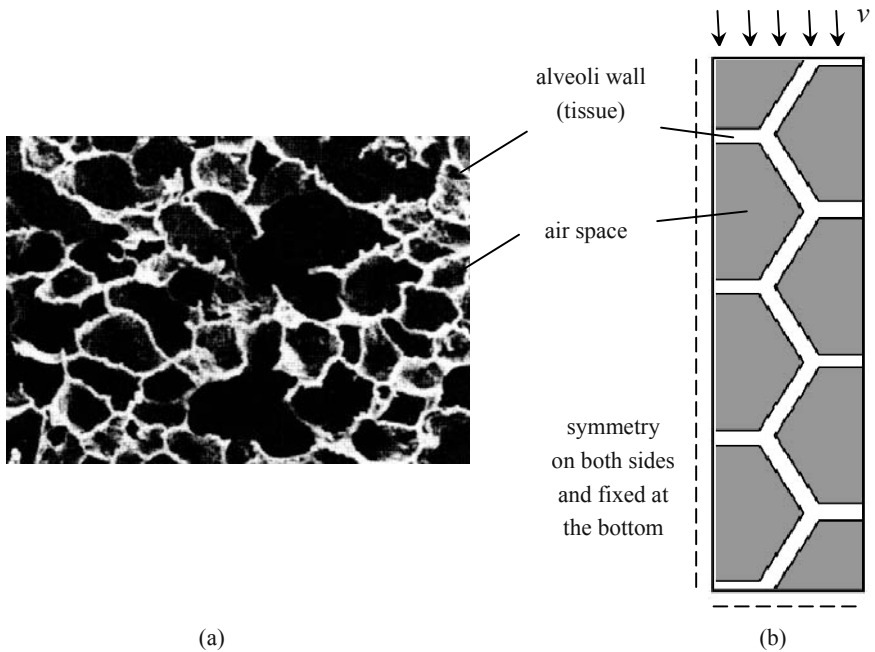 v
alveoli wall
(tissue)
air space
symmetry
on both sides
and fixed at
the bottom
(a)
(b)